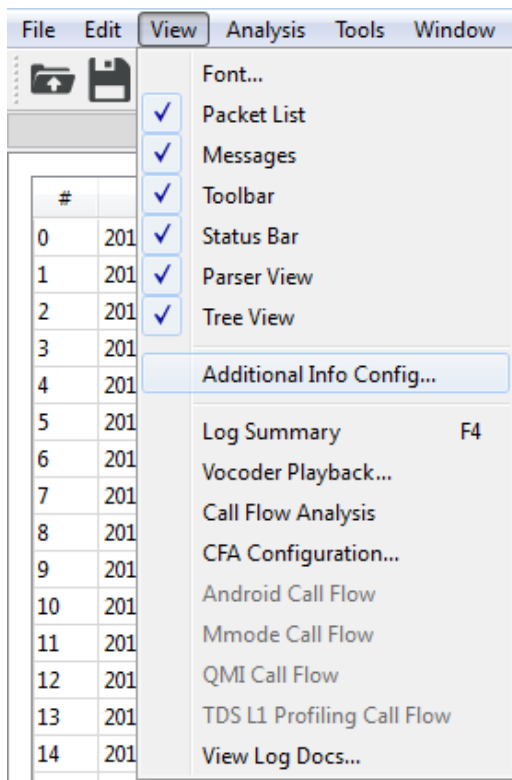 File Edit View Analysis Tools Window
Font...
Packet List
Messages
Toolbar
Status Bar
Parser View
Tree View
Additional Info Config...
Log Summary F4
Vocoder Playback...
Call Flow Analysis
CFA Configuration...
Android Call Flow
Mmode Call Flow
QMI Call Flow
TDS L1 Profiling Call Flow
View Log Docs...
#
0 201
1 201
2 201
3 201
4 201
5 201
6 201
7 201
8 201
9 201
10 201
11 201
12 201
13 201
14 201